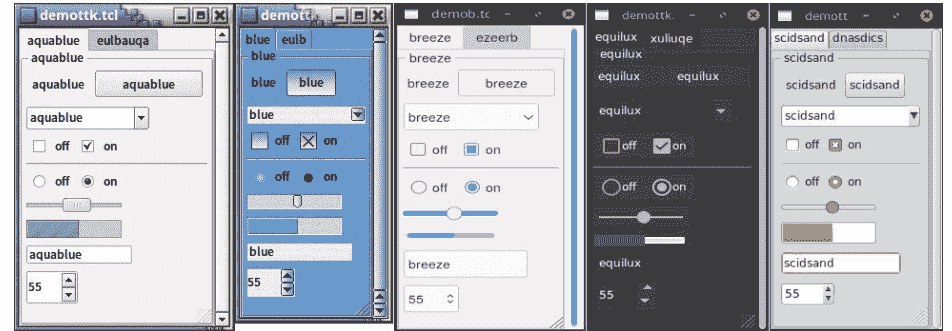 demottk.tcl
aquablue eulbauqa
aquablue
aquablue aquablue
aquablue
off on
off on
aquablue
55
demott
blue eulb
blue
blue blue
blue
off on
off on
blue
55
demob.tc
breeze ezeerb
breeze
breeze breeze
breeze
off on
off on
breeze
55
demottk.
equilux xuliuqe
equilux
equilux equilux
equilux
off on
off on
equilux
55
demott
scidsand dnasdics
scidsand
scidsand scidsand
scidsand
off on
off on
scidsand
55